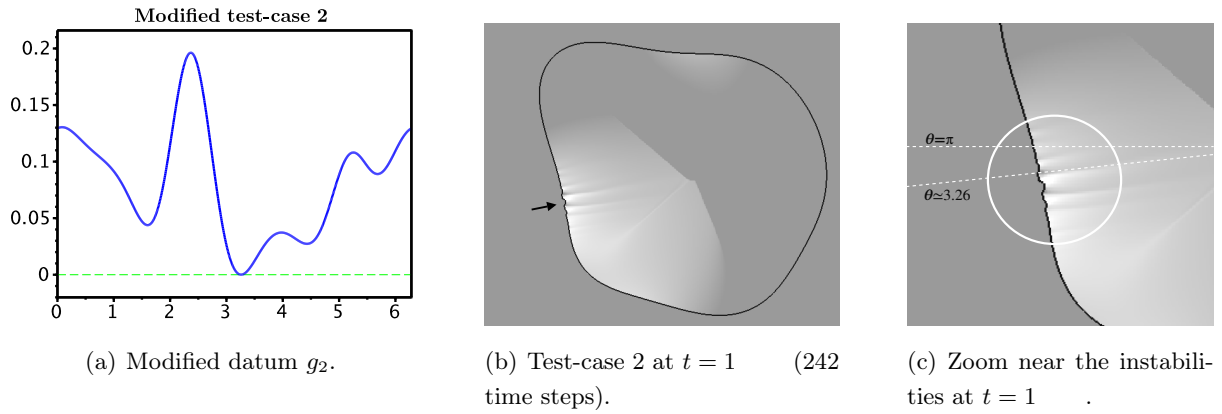 Modified test-case 2
0.2
0.15
0.1
0.05
0
0 1 2 3 4 5 6
θ=π
θ≃3.26
(a) Modified datum g₂.
(b) Test-case 2 at t = 1 (242
time steps).
(c) Zoom near the instabili-
ties at t = 1 .